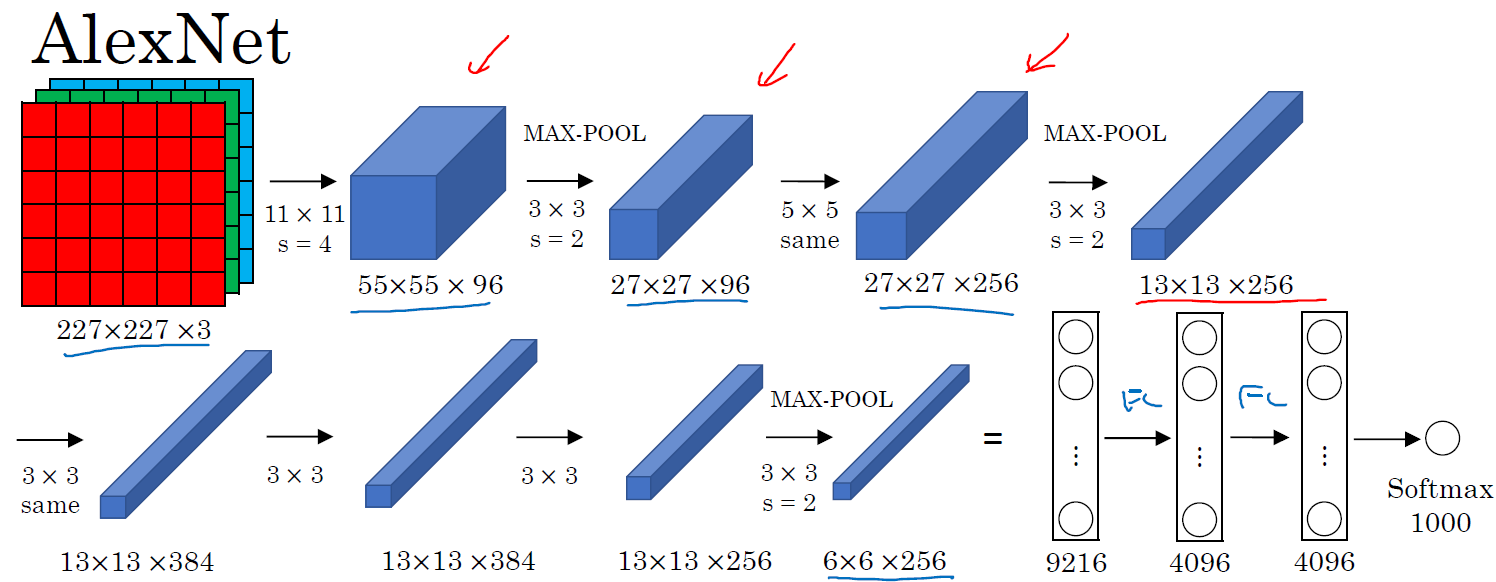 AlexNet
MAX-POOL
MAX-POOL
11 × 11
s = 4
3 × 3
s = 2
5 × 5
same
3 × 3
s = 2
227×227 ×3
55×55 × 96
27×27 ×96
27×27 ×256
13×13 ×256
MAX-POOL
FC
FC
3 × 3
same
3 × 3
3 × 3
3 × 3
s = 2
=
⋮
⋮
⋮
Softmax
1000
13×13 ×384
13×13 ×384
13×13 ×256
6×6 ×256
9216
4096
4096